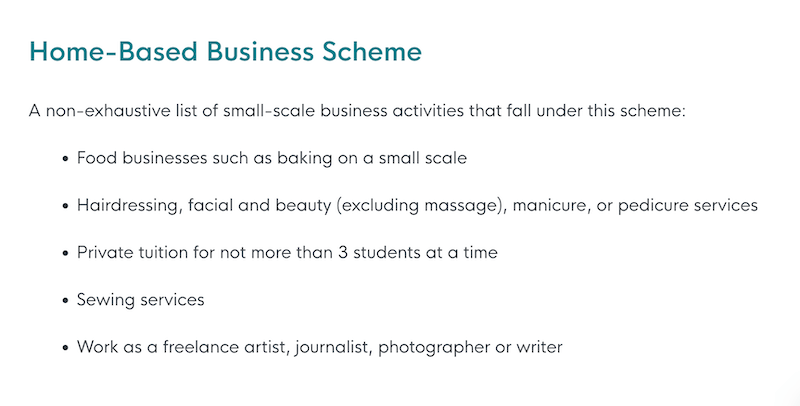 Home-Based Business Scheme
A non-exhaustive list of small-scale business activities that fall under this scheme:
• Food businesses such as baking on a small scale
• Hairdressing, facial and beauty (excluding massage), manicure, or pedicure services
• Private tuition for not more than 3 students at a time
• Sewing services
• Work as a freelance artist, journalist, photographer or writer